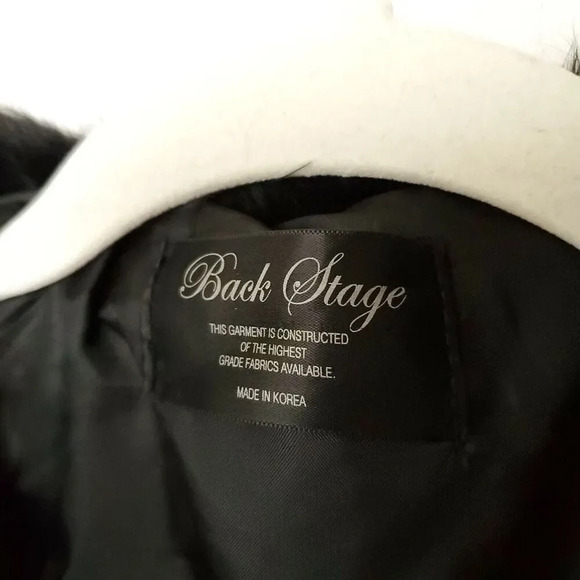 Back Stage
THIS GARMENT IS CONSTRUCTED
OF THE HIGHEST
GRADE FABRICS AVAILABLE.
MADE IN KOREA